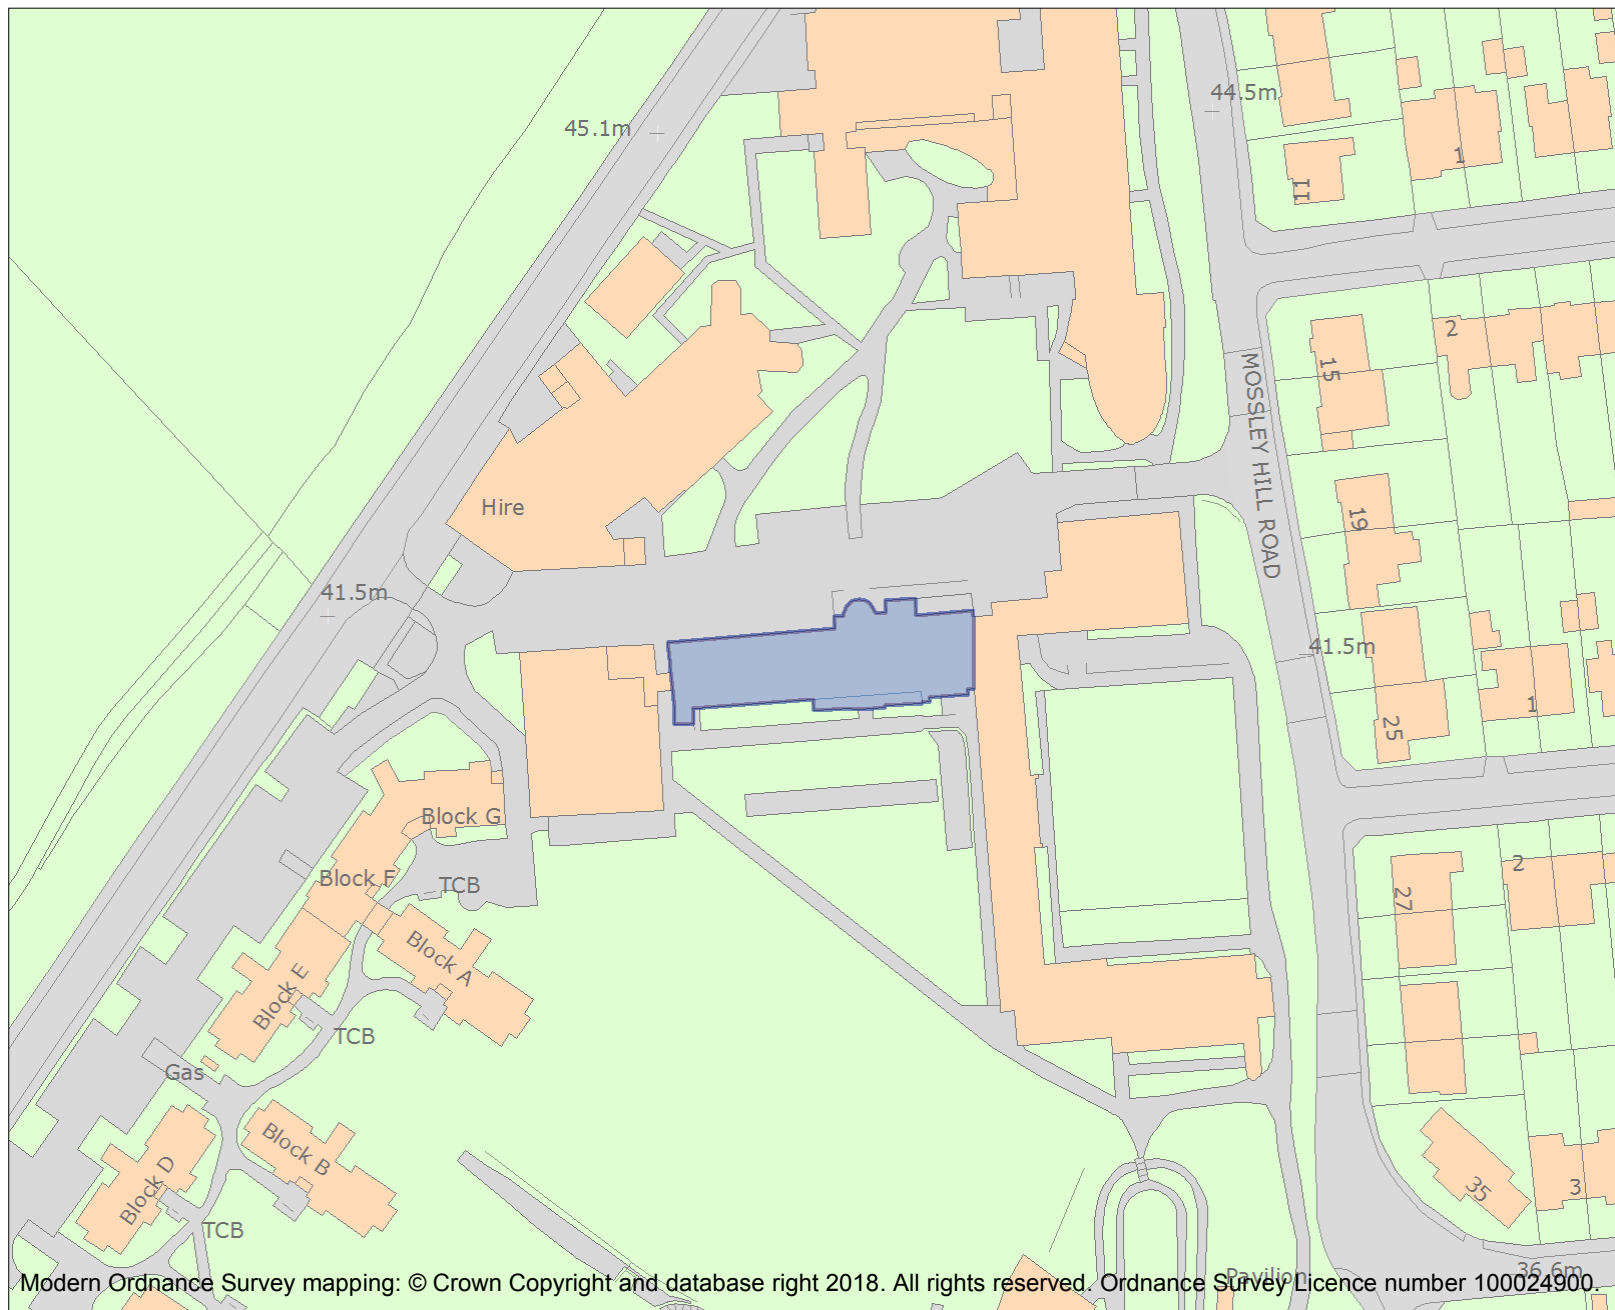 44.5m
45.1m
1
11
2
15
MOSSLEY HILL ROAD
Hire
19
41.5m
41.5m
1
25
Block G
2
Block F
TCB
27
Block A
Block E
TCB
Gas
Block B
Block D
35
3
TCB
Pavilion
36.6m
Modern Ordnance Survey mapping: © Crown Copyright and database right 2018. All rights reserved. Ordnance Survey Licence number 100024900.